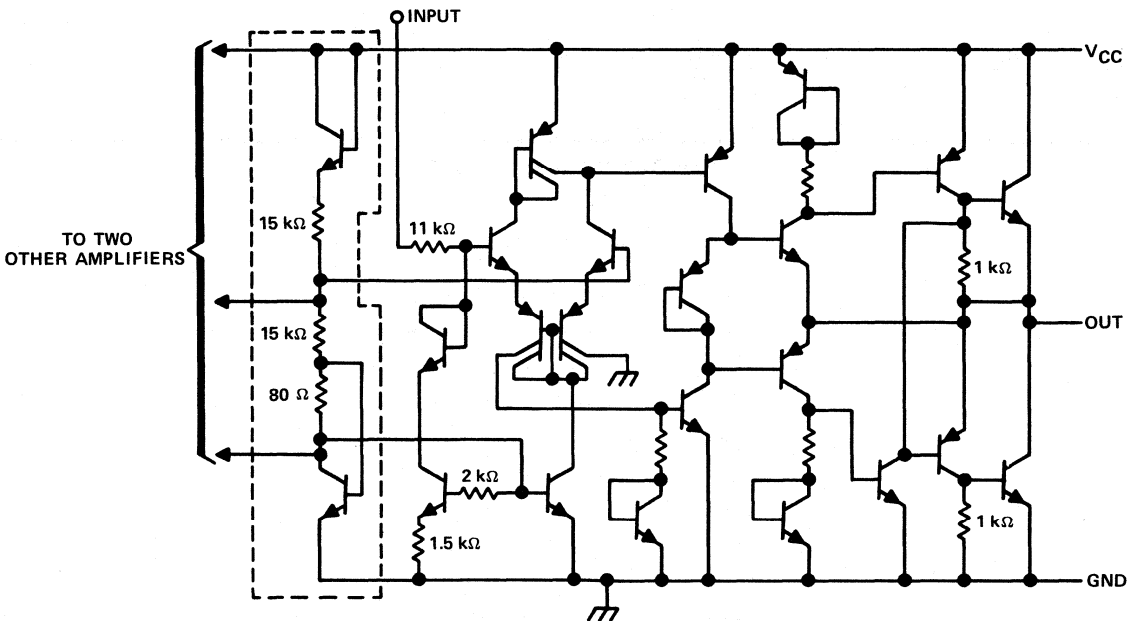 INPUT
VCC
15 kΩ
11 kΩ
TO TWO
OTHER AMPLIFIERS
1 kΩ
15 kΩ
OUT
80 Ω
2 kΩ
1.5 kΩ
1 kΩ
GND